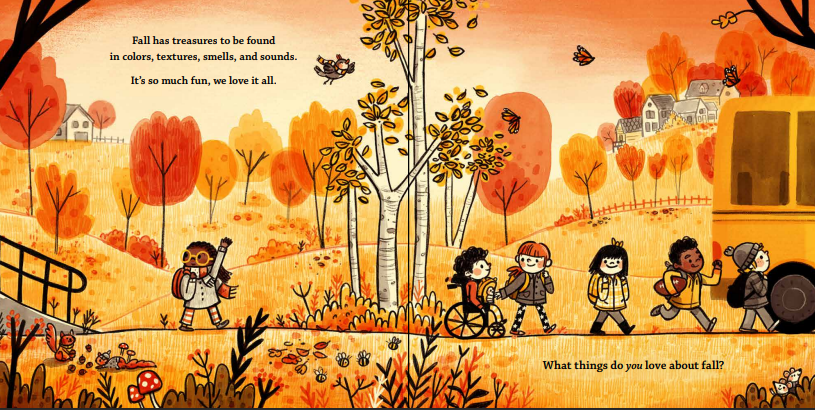 Fall has treasures to be found
in colors, textures, smells, and sounds.
It's so much fun, we love it all.
What things do you love about fall?